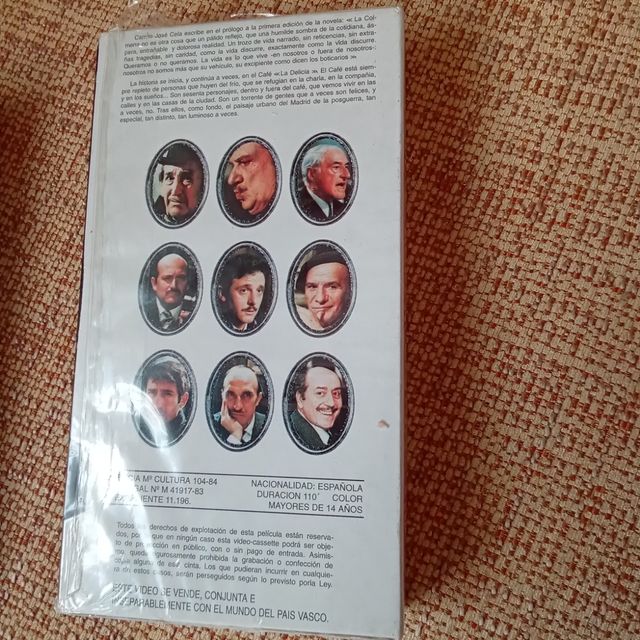 Camilo José Cela escribe en el prólogo a la primera edición de la novela: « La Col-
mena no es otra cosa que un pálido reflejo, que una humilde sombra de la cotidiana, ás-
pera, entrañable y dolorosa realidad. Un trozo de vida narrado, sin reticencias, sin extra-
ñas tragedias, sin caridad, como la vida discurre, exactamente como la vida discurre.
Queramos o no queramos. La vida es lo que vive -en nosotros o fuera de nosotros-:
nosotros no somos más que su vehículo, su excipiente como dicen los boticarios »
La historia se inicia, y continúa a veces, en el Café «La Delicia ». El Café está siem-
pre repleto de personas que huyen del frío, que se refugian en la charla, en la compañía,
y en los sueños... Son sesenta personajes, dentro y fuera del café, que vemos vivir en las
calles y en las casas de la ciudad. Son un torrente de gentes que a veces son felices, y
a veces, no. Tras ellos, como fondo, el paisaje urbano del Madrid de la posguerra, tan
especial, tan distinto, tan luminoso a veces.
Mº CULTURA 104-84
Nº M 41917-83
11.196.
NACIONALIDAD: ESPAÑOLA
DURACION 110´ COLOR
MAYORES DE 14 AÑOS
Todos los derechos de explotación de esta película están reserva-
dos, por lo que en ningún caso esta video-cassette podrá ser obje-
to de proyección en público, con o sin pago de entrada. Asimis-
mo, queda rigurosamente prohibida la grabación o confección de
copia alguna de esta cinta. Los que pudieran incurrir en cualquie-
ra de estos casos, serán perseguidos según lo previsto porla Ley.
ESTE VIDEO SE VENDE, CONJUNTA E
INSEPARABLEMENTE CON EL MUNDO DEL PAIS VASCO.